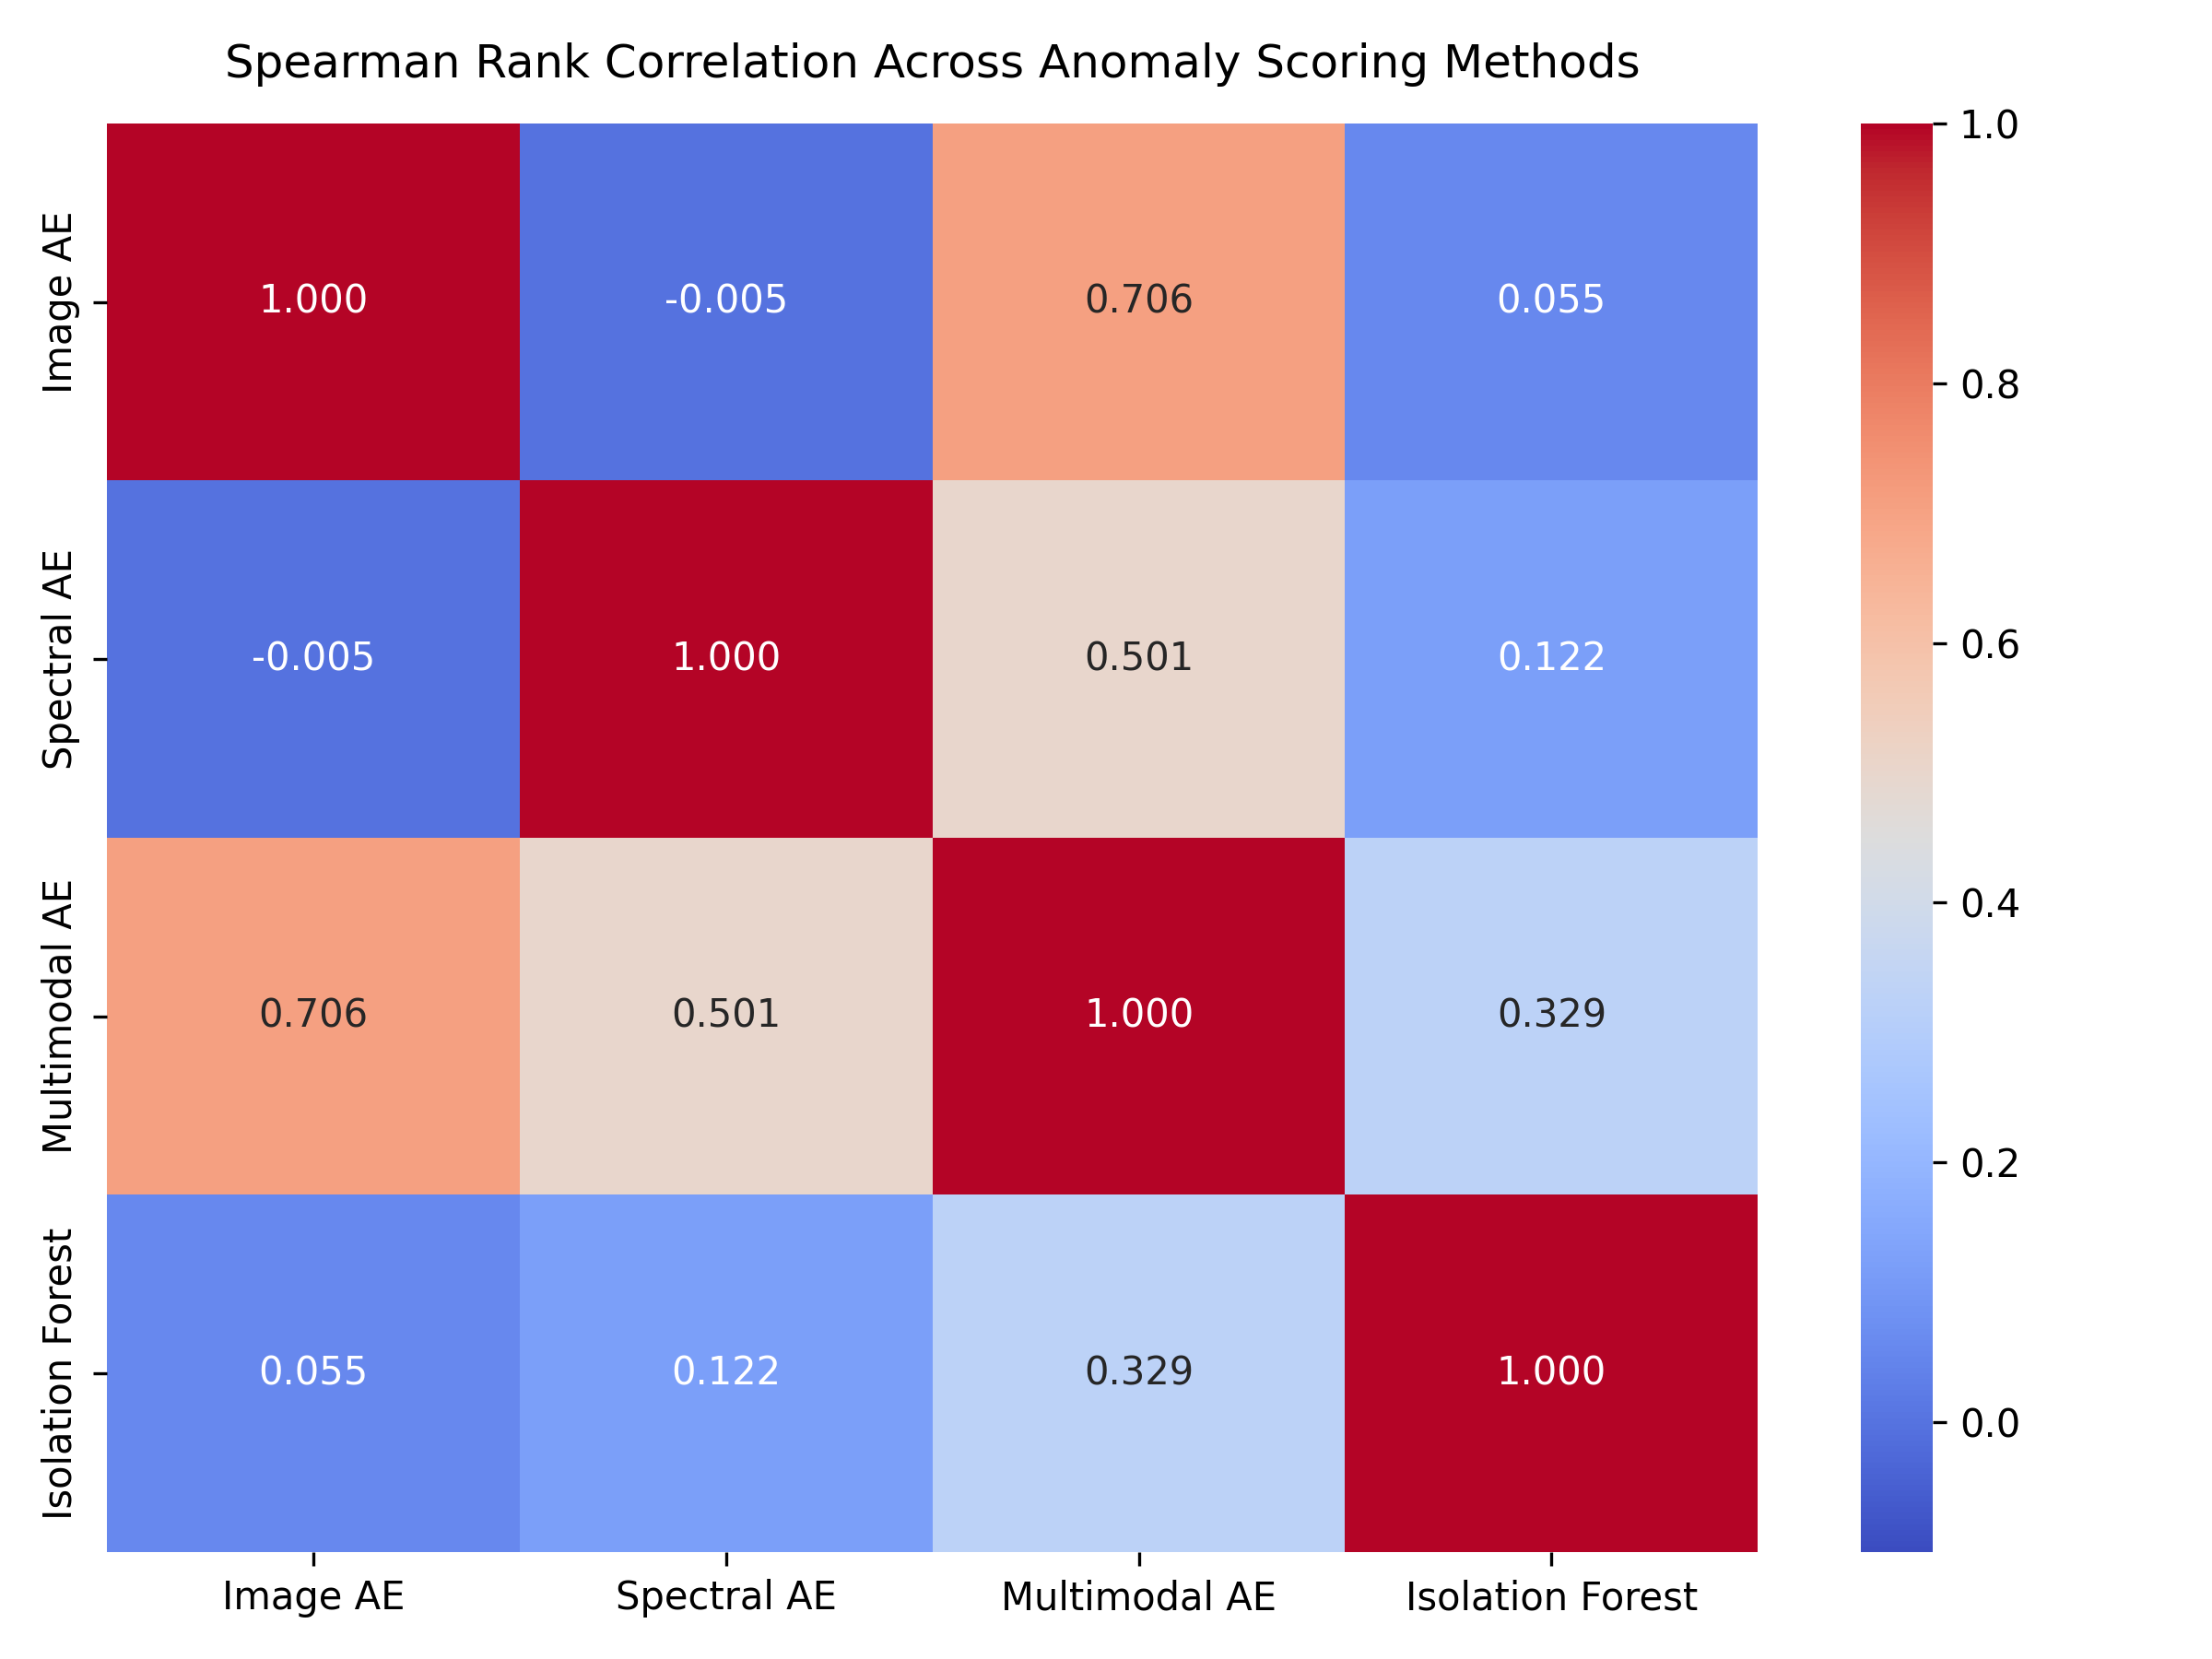 Spearman Rank Correlation Across Anomaly Scoring Methods
Image AE
1.000
-0.005
0.706
0.055
Spectral AE
-0.005
1.000
0.501
0.122
Multimodal AE
0.706
0.501
1.000
0.329
Isolation Forest
0.055
0.122
0.329
1.000
Image AE
Spectral AE
Multimodal AE
Isolation Forest
1.0
0.8
0.6
0.4
0.2
0.0